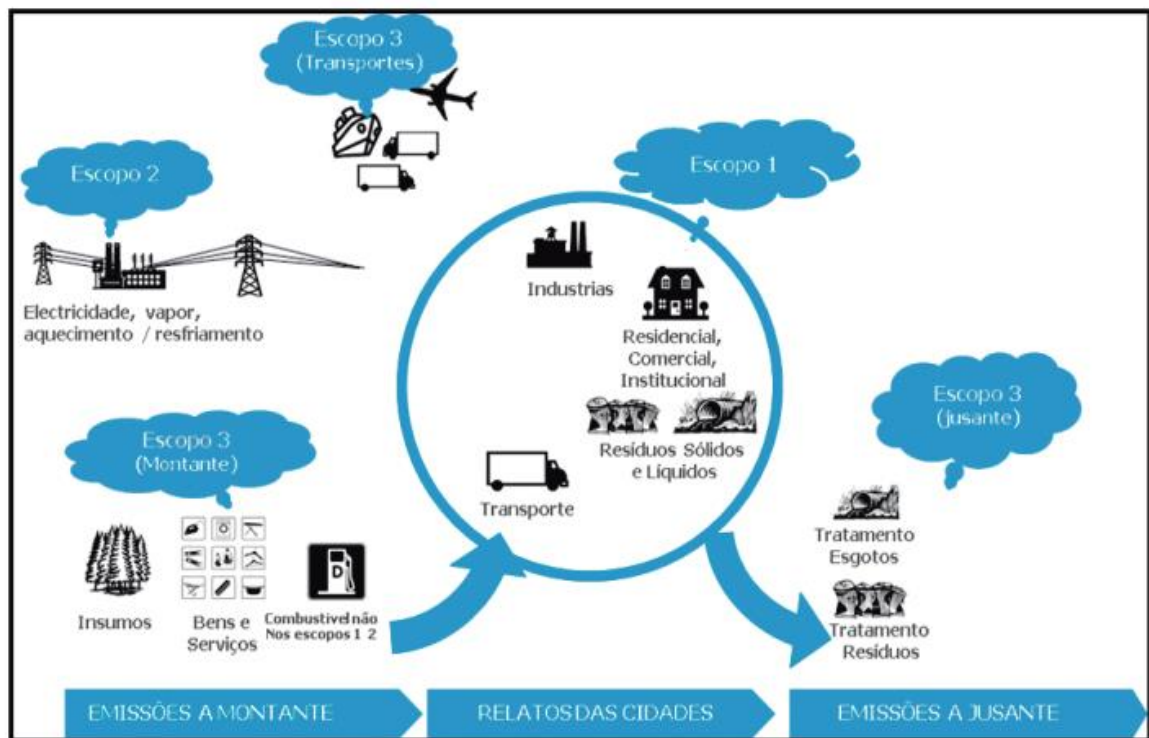 Escopo 3
(Transportes)
Escopo 2
Escopo 1
Industrias
Electricidade, vapor,
aquecimento / resfriamento
Residencial,
Comercial,
Institucional
Escopo 3
(jusante)
Escopo 3
(Montante)
Resíduos Sólidos
e Líquidos
Transporte
D
Tratamento
Esgotos
Insumos
Bens e
Serviços
Combustível não
Nos escopos 1 2
Tratamento
Resíduos
EMISSÕES A MONTANTE
RELATOS DAS CIDADES
EMISSÕES A JUSANTE